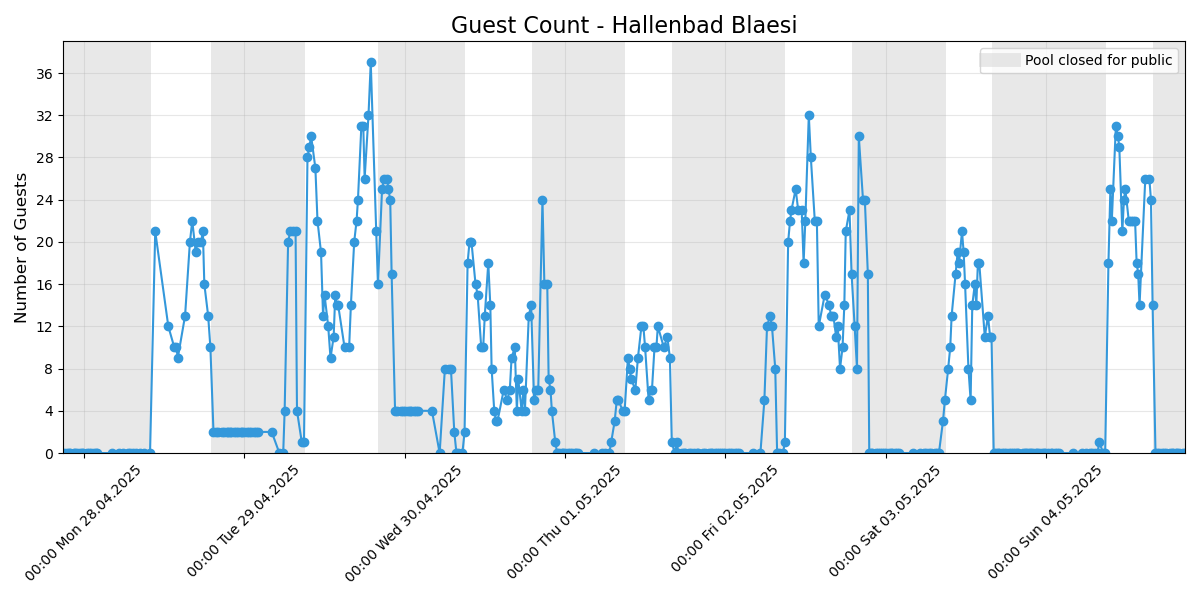 Guest Count - Hallenbad Blaesi
Pool closed for public
Number of Guests
36
32
28
24
20
16
12
8
4
0
00:00 Mon 28.04.2025
00:00 Tue 29.04.2025
00:00 Wed 30.04.2025
00:00 Thu 01.05.2025
00:00 Fri 02.05.2025
00:00 Sat 03.05.2025
00:00 Sun 04.05.2025